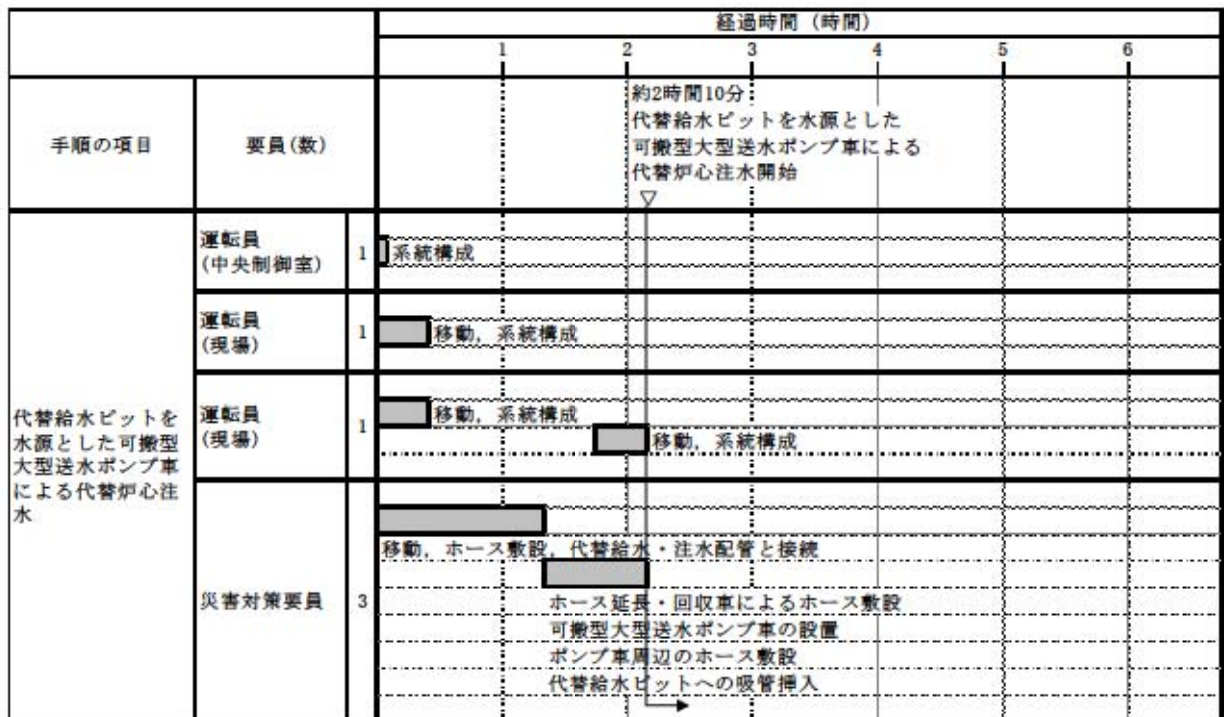 経過時間（時間）
1 2 3 4 5 6
手順の項目
要員(数)
約2時間10分
代替給水ピットを水源とした
可搬型大型送水ポンプ車による
代替炉心注水開始
▽
代替給水ピットを
水源とした可搬型
大型送水ポンプ車
による代替炉心注
水
運転員
(中央制御室)
1
系統構成
運転員
(現場)
1
移動，系統構成
運転員
(現場)
1
移動，系統構成
移動，系統構成
災害対策要員
3
移動，ホース敷設，代替給水・注水配管と接続
ホース延長・回収車によるホース敷設
可搬型大型送水ポンプ車の設置
ポンプ車周辺のホース敷設
代替給水ピットへの吸管挿入